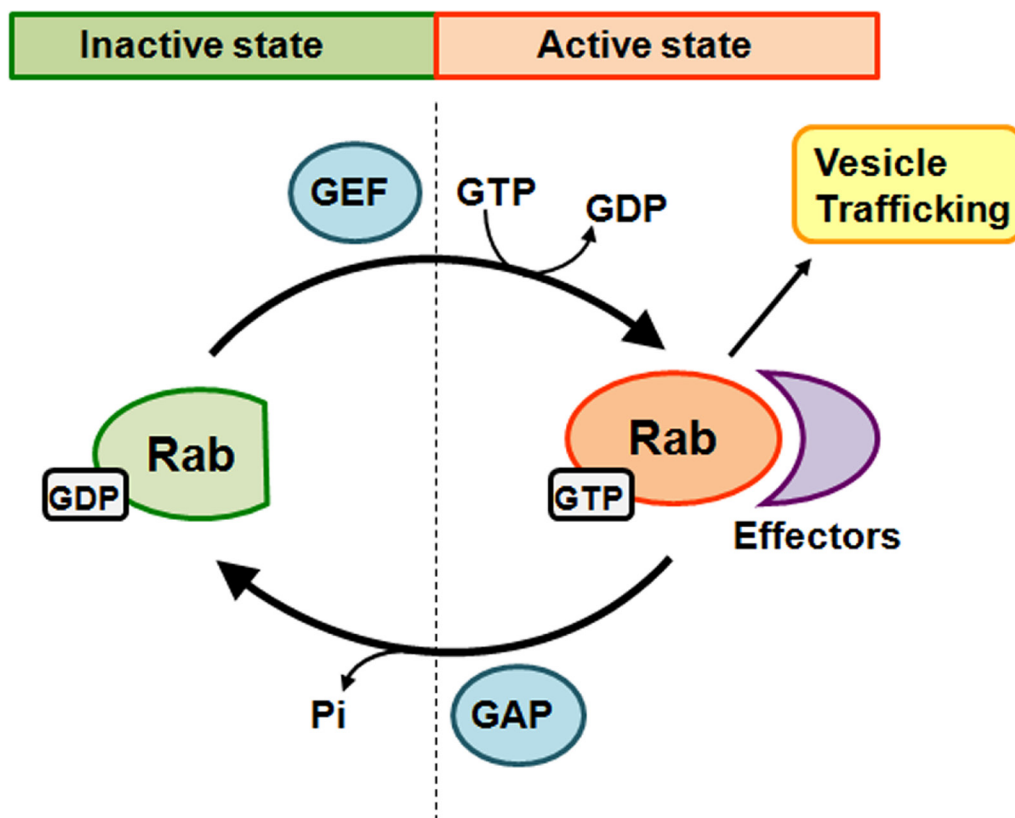 Inactive state
Active state
GEF
GTP
GDP
Vesicle
Trafficking
Rab
GDP
Rab
GTP
Effectors
Pi
GAP